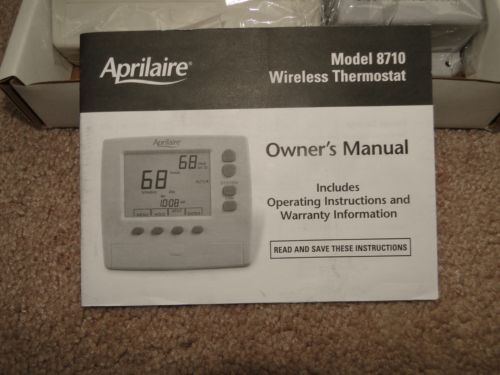 Aprilaire®
Model 8710
Wireless Thermostat
Aprilaire
68
68
10:08
Owner's Manual
Includes
Operating Instructions and
Warranty Information
READ AND SAVE THESE INSTRUCTIONS